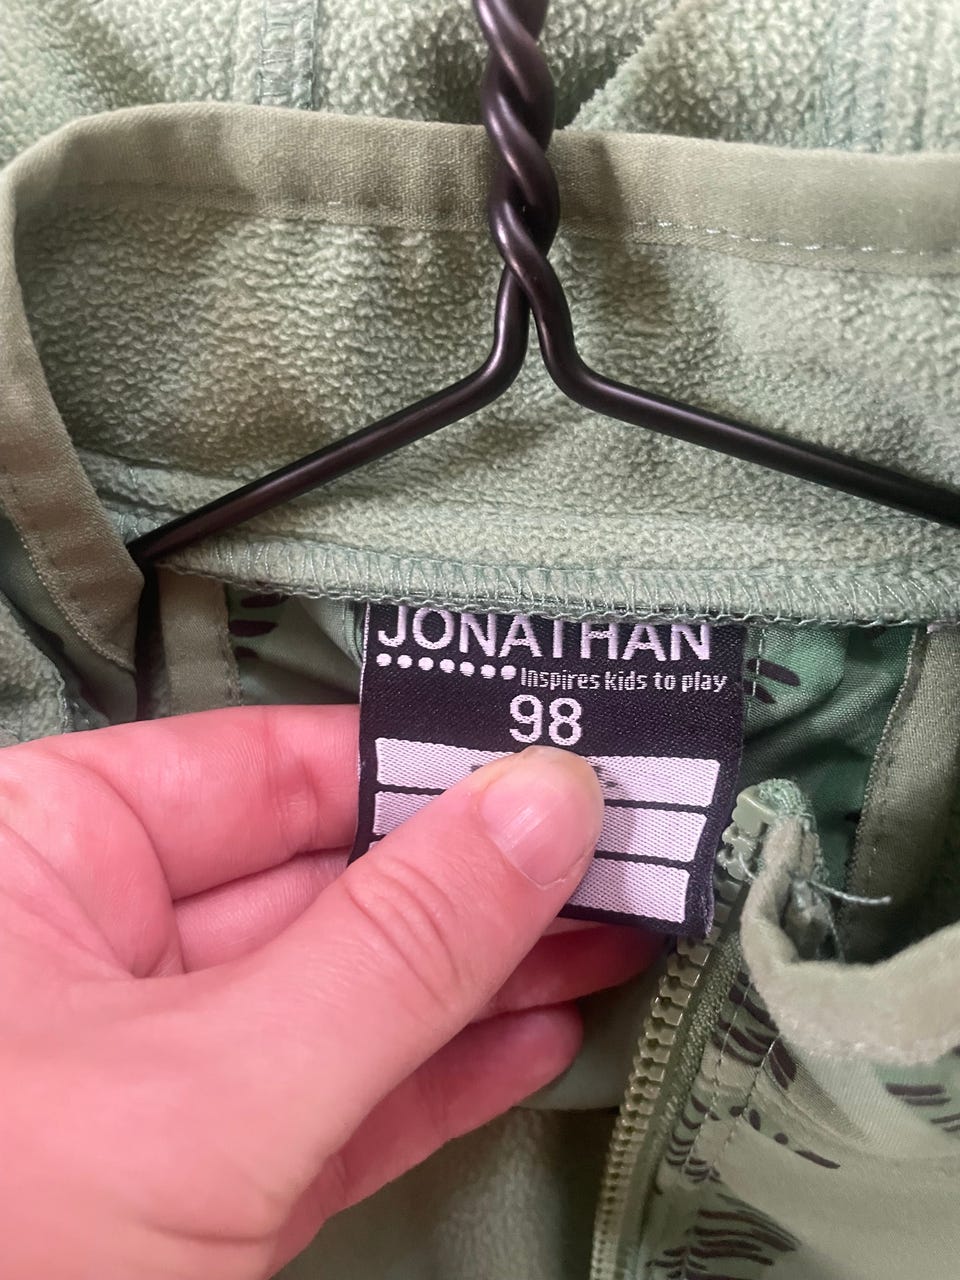 JONATHAN
Inspires kids to play
98